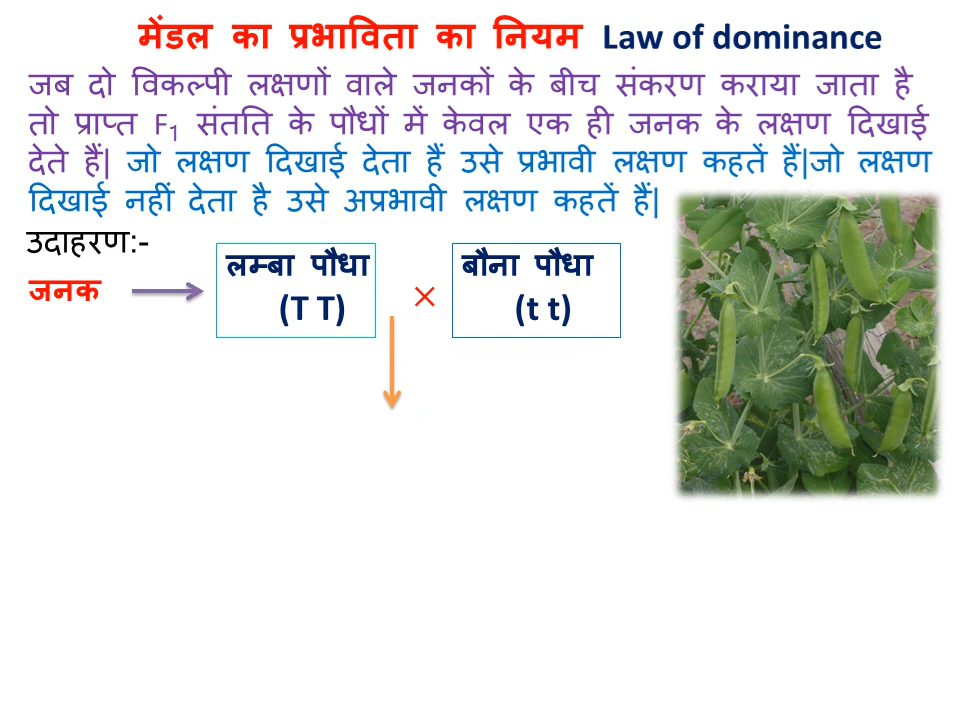 मेंडल का प्रभाविता का नियम Law of dominance
जब दो विकल्पी लक्षणों वाले जनकों के बीच संकरण कराया जाता है
तो प्राप्त F1 संतति के पौधों में केवल एक ही जनक के लक्षण दिखाई
देते हैं| जो लक्षण दिखाई देता हैं उसे प्रभावी लक्षण कहतें हैं|जो लक्षण
दिखाई नहीं देता है उसे अप्रभावी लक्षण कहतें हैं|
उदाहरण:-
जनक
लम्बा पौधा
(T T)
×
बौना पौधा
(t t)